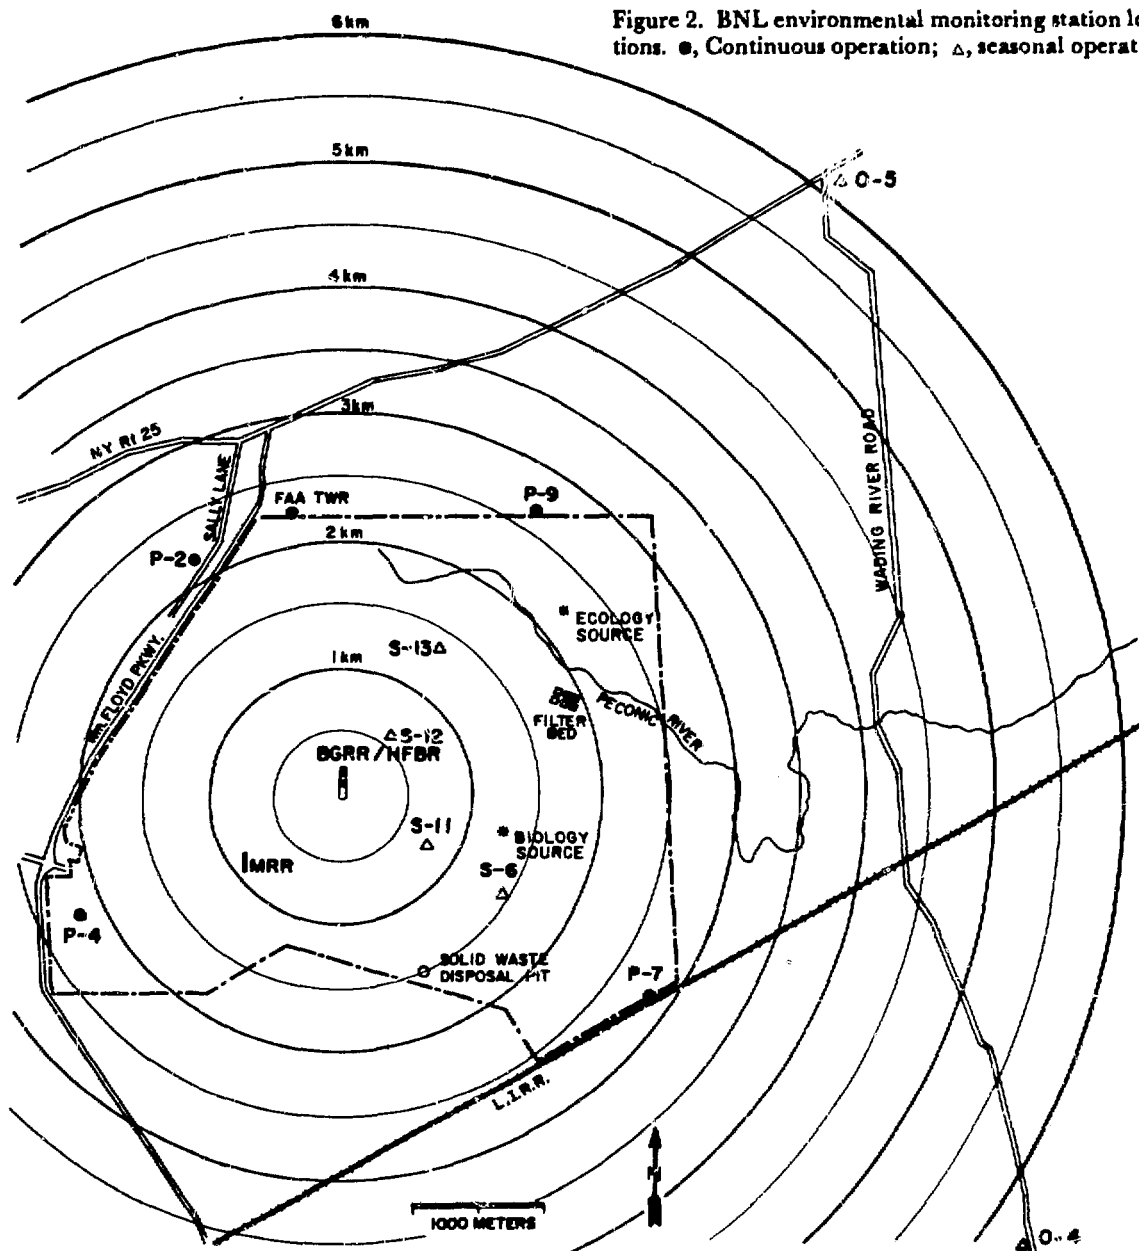 6km
Figure 2. BNL environmental monitoring station
tions. ●, Continuous operation; △, seasonal
5km
O-5
4km
3km
NY Rt 25
SALLY LANE
WADING RIVER ROAD
FAA TWR
P-9
2km
P-2
ECOLOGY
SOURCE
S-13
1km
WM. FLOYD PKWY.
PECONIC RIVER
FILTER
BED
S-12
BGRR/HFBR
S-11
BIOLOGY
SOURCE
MRR
S-6
P-4
SOLID WASTE
DISPOSAL PIT
P-7
L.I.R.R.
N
1000 METERS
O-4